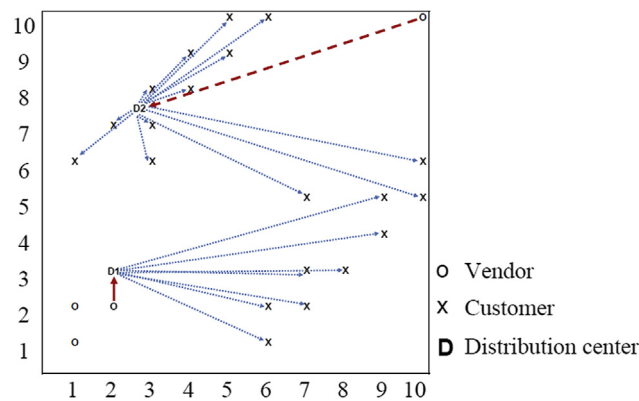 10
9
8
7
6
5
4
3
2
1
X X O
X X
X X
D2
X X
X X X
X X X
X
D1 X X
O O X X
O X
1 2 3 4 5 6 7 8 9 10
O Vendor
X Customer
D Distribution center